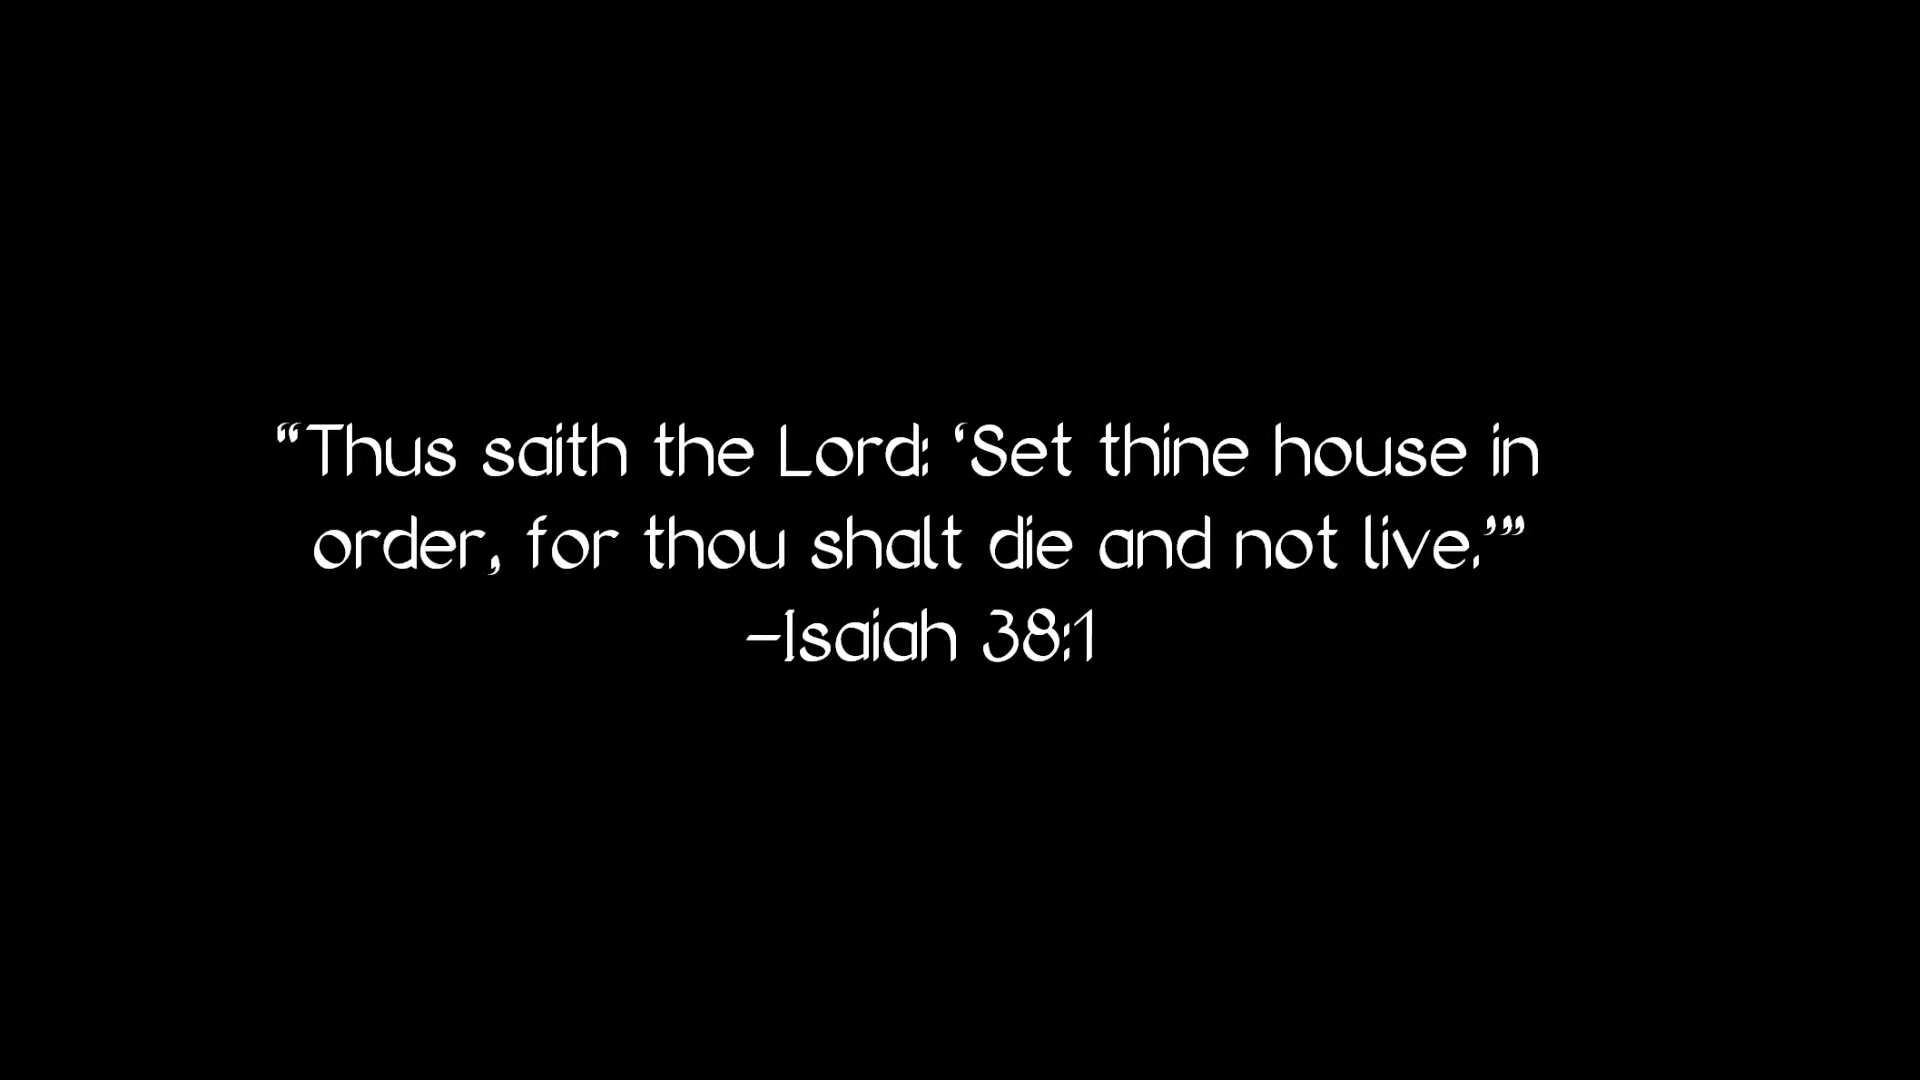 “Thus saith the Lord: ‘Set thine house in
order, for thou shalt die and not live.’”
–Isaiah 38:1